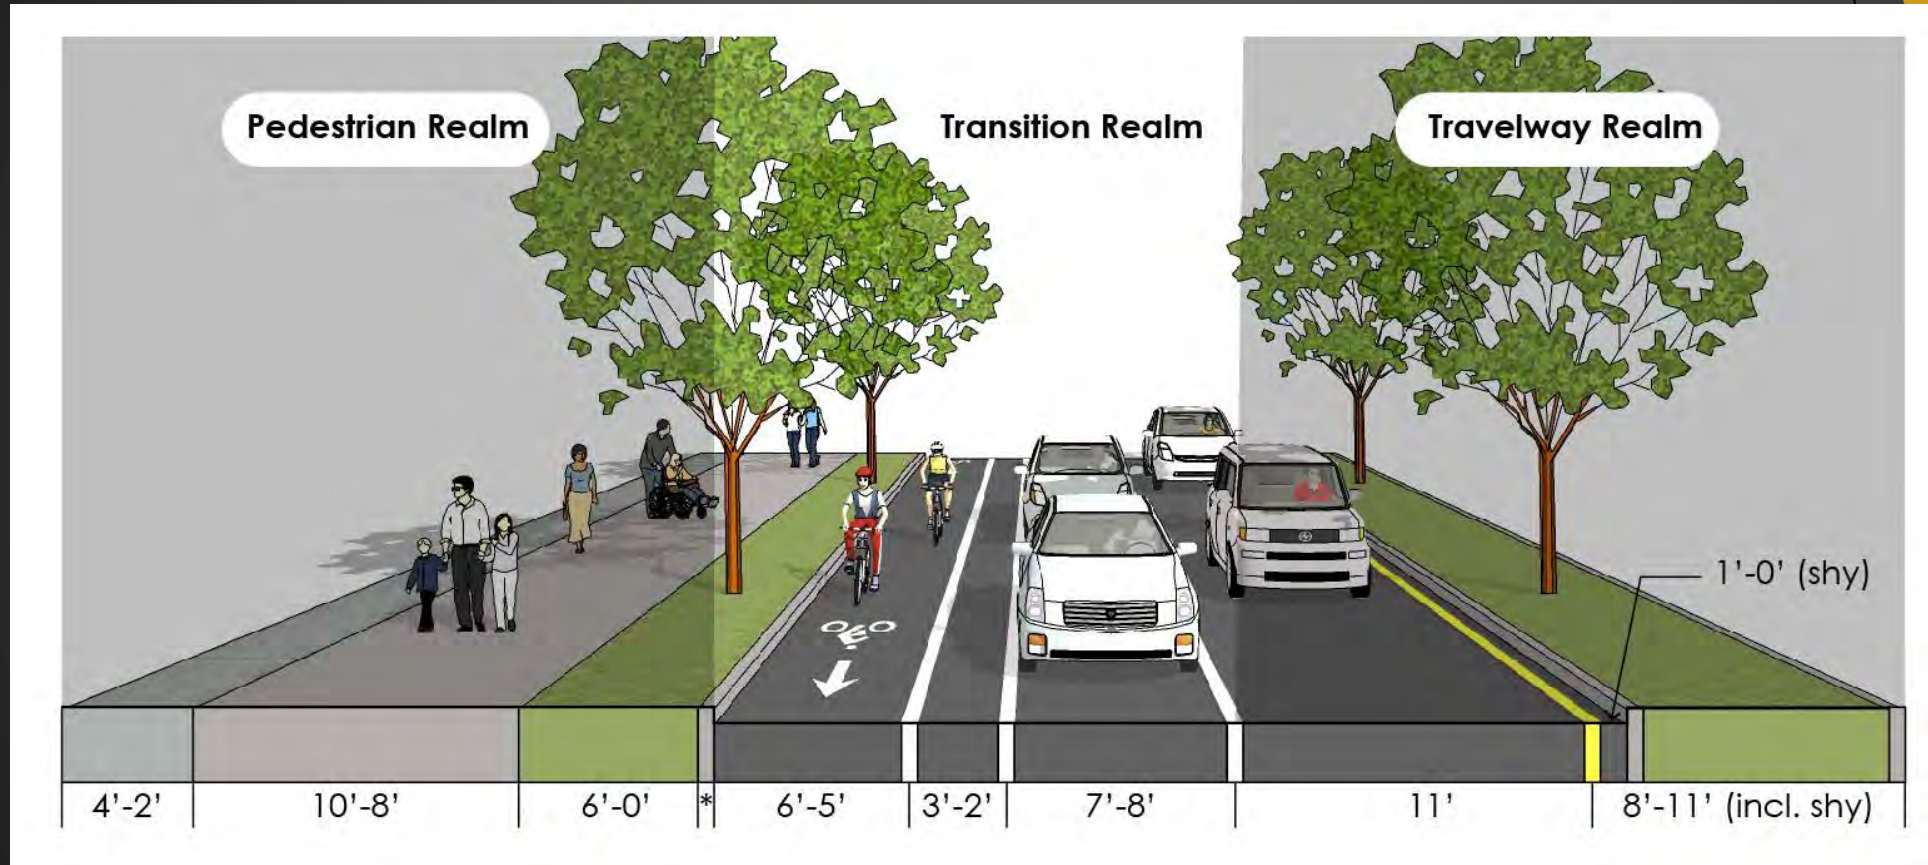 Pedestrian Realm
Transition Realm
Travelway Realm
1'-0' (shy)
4'-2'
10'-8'
6'-0'
*
6'-5'
3'-2'
7'-8'
11'
8'-11' (incl. shy)